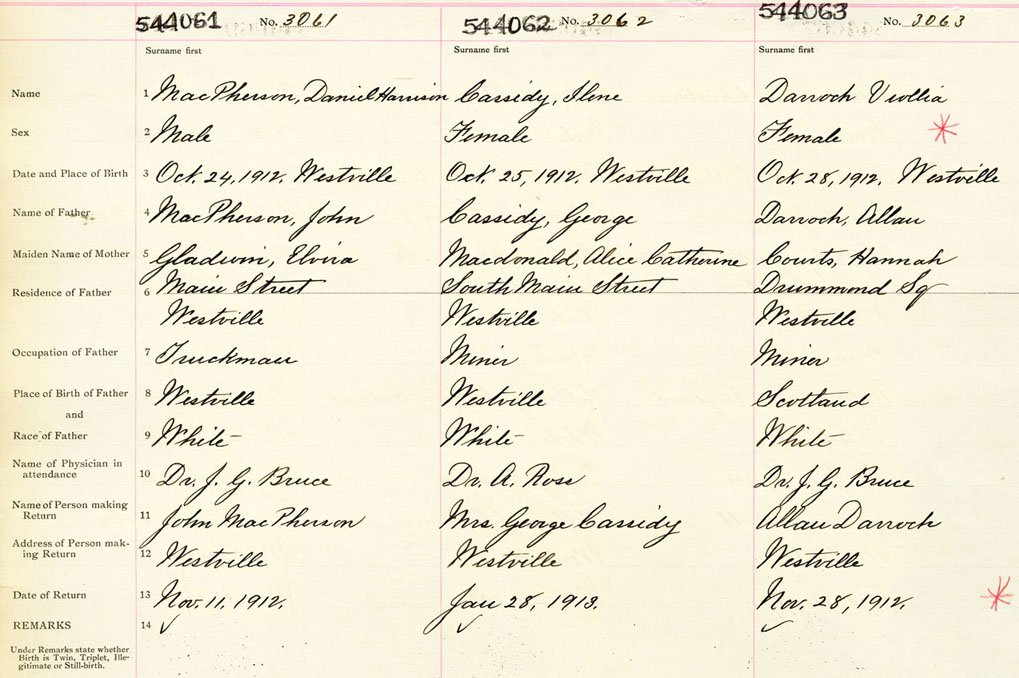 544061 No. 3061 544062 No. 3062 544063 No. 3063
Surname first Surname first Surname first
Name 1 MacPherson, Daniel Harrison Cassidy, Ilene Darroch Viollia
Sex 2 Male Female Female
Date and Place of Birth 3 Oct. 24, 1912. Westville Oct. 25, 1912. Westville Oct 28, 1912. Westville
Name of Father 4 MacPherson, John Cassidy, George Darroch, Allan
Maiden Name of Mother 5 Gladwin, Elvira Macdonald, Alice Catherine Courts, Hannah
Residence of Father 6 Main Street South Main Street Drummond Sq
Westville Westville Westville
Occupation of Father 7 Truckman Miner Miner
Place of Birth of Father 8 Westville Westville Scotland
and
Race of Father 9 White White White
Name of Physician in
attendance 10 Dr. J. G. Bruce Dr. A. Ross Dr. J. G. Bruce
Name of Person making
Return 11 John MacPherson Mrs. George Cassidy Allan Darroch
Address of Person mak-
ing Return 12 Westville Westville Westville
Date of Return 13 Nov. 11, 1912. Jan 28, 1913. Nov. 28, 1912.
REMARKS 14
Under Remarks state whether
Birth is Twin, Triplet, Ille-
gitimate or Still-birth.